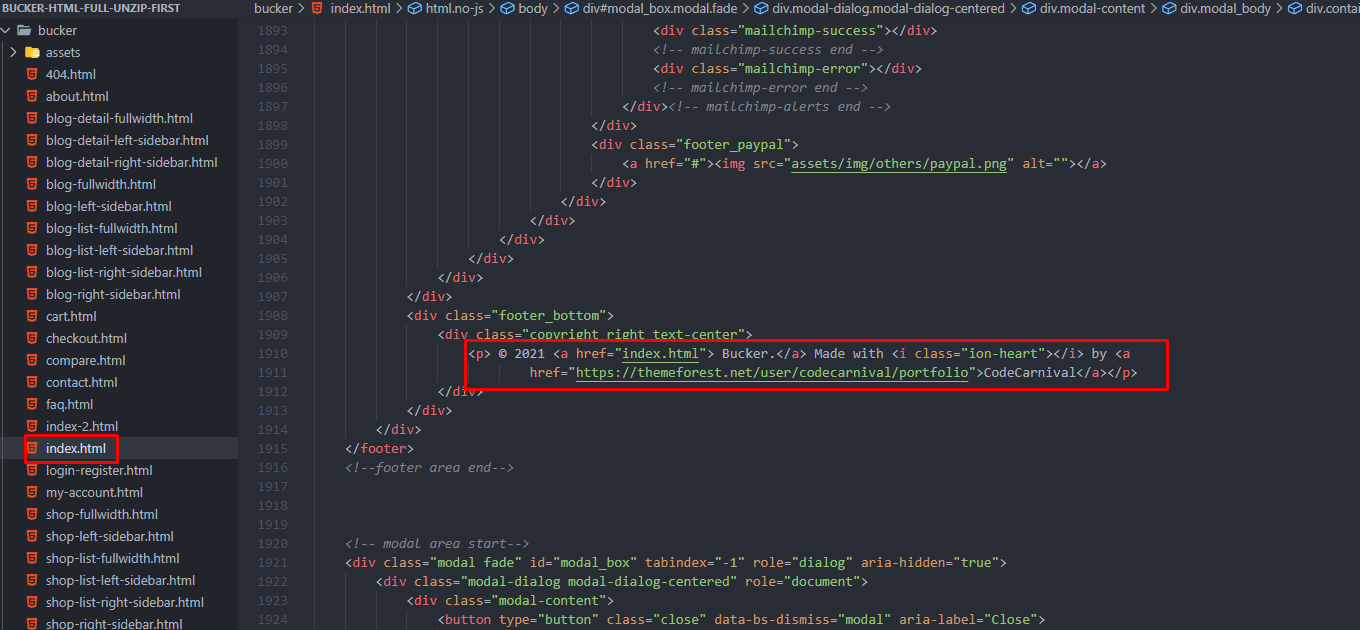 BUCKER-HTML-FULL-UNZIP-FIRST
bucker
assets
404.html
about.html
blog-detail-fullwidth.html
blog-detail-left-sidebar.html
blog-detail-right-sidebar.html
blog-fullwidth.html
blog-left-sidebar.html
blog-list-fullwidth.html
blog-list-left-sidebar.html
blog-list-right-sidebar.html
blog-right-sidebar.html
cart.html
checkout.html
compare.html
contact.html
faq.html
index-2.html
index.html
login-register.html
my-account.html
shop-fullwidth.html
shop-left-sidebar.html
shop-list-fullwidth.html
shop-list-left-sidebar.html
shop-list-right-sidebar.html
shop-right-sidebar.html
bucker > index.html > html.no-js > body > div#modal_box.modal.fade > div.modal-dialog.modal-dialog-centered > div.modal-content > div.modal_body > div.contai
1893 <div class="mailchimp-success"></div>
1894 <!-- mailchimp-success end -->
1895 <div class="mailchimp-error"></div>
1896 <!-- mailchimp-error end -->
1897 </div><!-- mailchimp-alerts end -->
1898 </div>
1899 <div class="footer_paypal">
1900 <a href="#"><img src="assets/img/others/paypal.png" alt=""></a>
1901 </div>
1902 </div>
1903 </div>
1904 </div>
1905 </div>
1906 </div>
1907 </div>
1908 <div class="footer_bottom">
1909 <div class="copyright_right text-center">
1910 <p> © 2021 <a href="index.html"> Bucker.</a> Made with <i class="ion-heart"></i> by <a
1911 href="https://themeforest.net/user/codecarnival/portfolio">CodeCarnival</a></p>
1912 </div>
1913 </div>
1914 </div>
1915 </footer>
1916 <!--footer area end-->
1917
1918
1919
1920 <!-- modal area start-->
1921 <div class="modal fade" id="modal_box" tabindex="-1" role="dialog" aria-hidden="true">
1922 <div class="modal-dialog modal-dialog-centered" role="document">
1923 <div class="modal-content">
1924 <button type="button" class="close" data-bs-dismiss="modal" aria-label="Close">